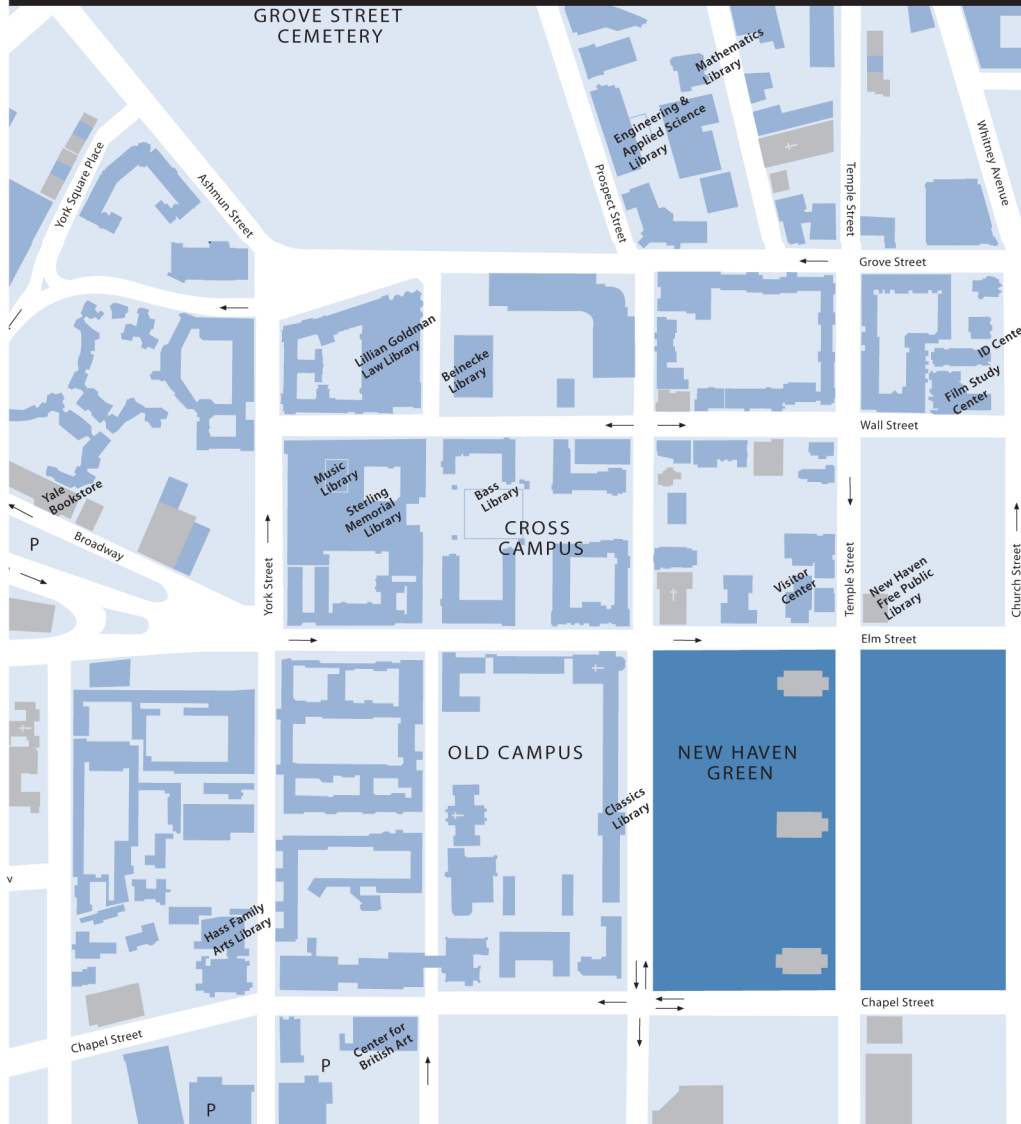 GROVE STREET
CEMETERY
Mathematics
Library
Engineering &
Applied Science
Library
York Square Place
Ashmun Street
Prospect Street
Temple Street
Whitney Avenue
Grove Street
Lillian Goldman
Law Library
Beinecke
Library
ID Center
Film Study
Center
Wall Street
Music
Library
Sterling
Memorial
Library
Bass
Library
CROSS
CAMPUS
Yale
Bookstore
Broadway
P
York Street
Visitor
Center
Temple Street
New Haven
Free Public
Library
Church Street
Elm Street
OLD CAMPUS
NEW HAVEN
GREEN
Classics
Library
v
Hass Family
Arts Library
Chapel Street
Chapel Street
Center for
British Art
P
P